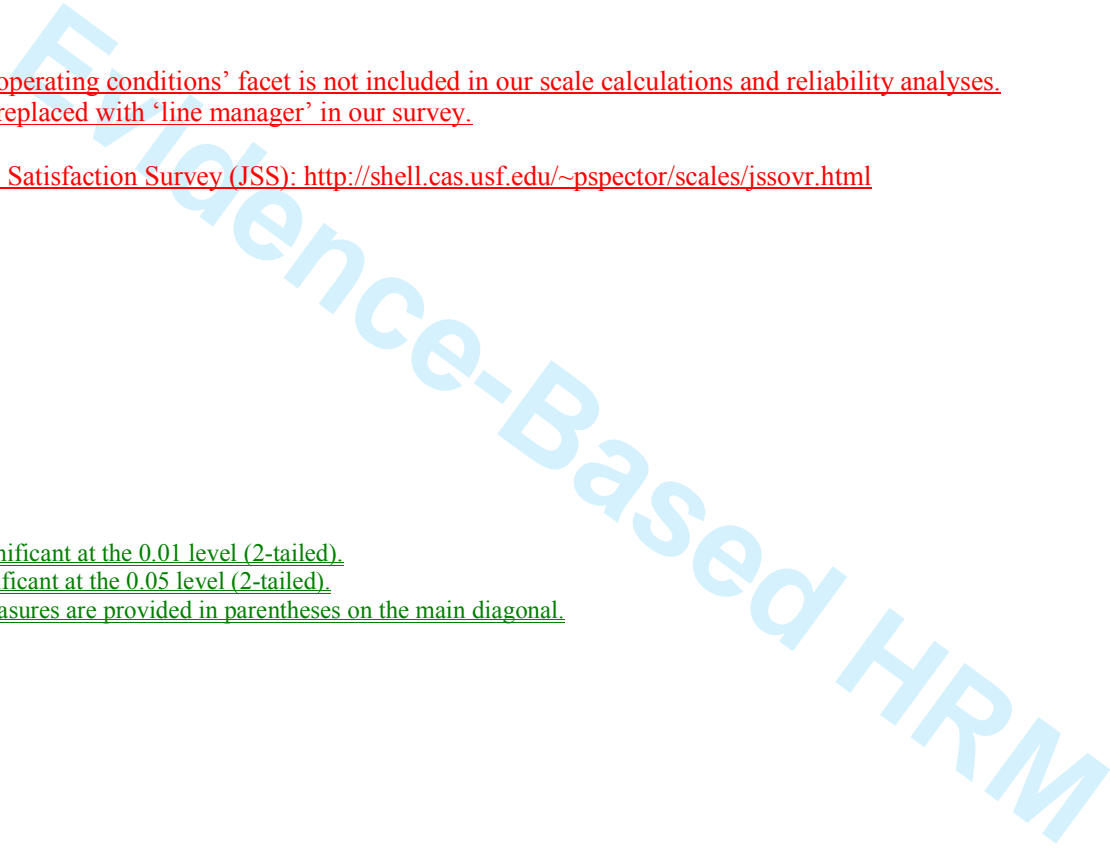 operating conditions’ facet is not included in our scale calculations and reliability analyses.
replaced with ‘line manager’ in our survey.
Satisfaction Survey (JSS): http://shell.cas.usf.edu/~pspector/scales/jssovr.html
nificant at the 0.01 level (2-tailed).
ificant at the 0.05 level (2-tailed).
asures are provided in parentheses on the main diagonal.
Evidence-Based HRM